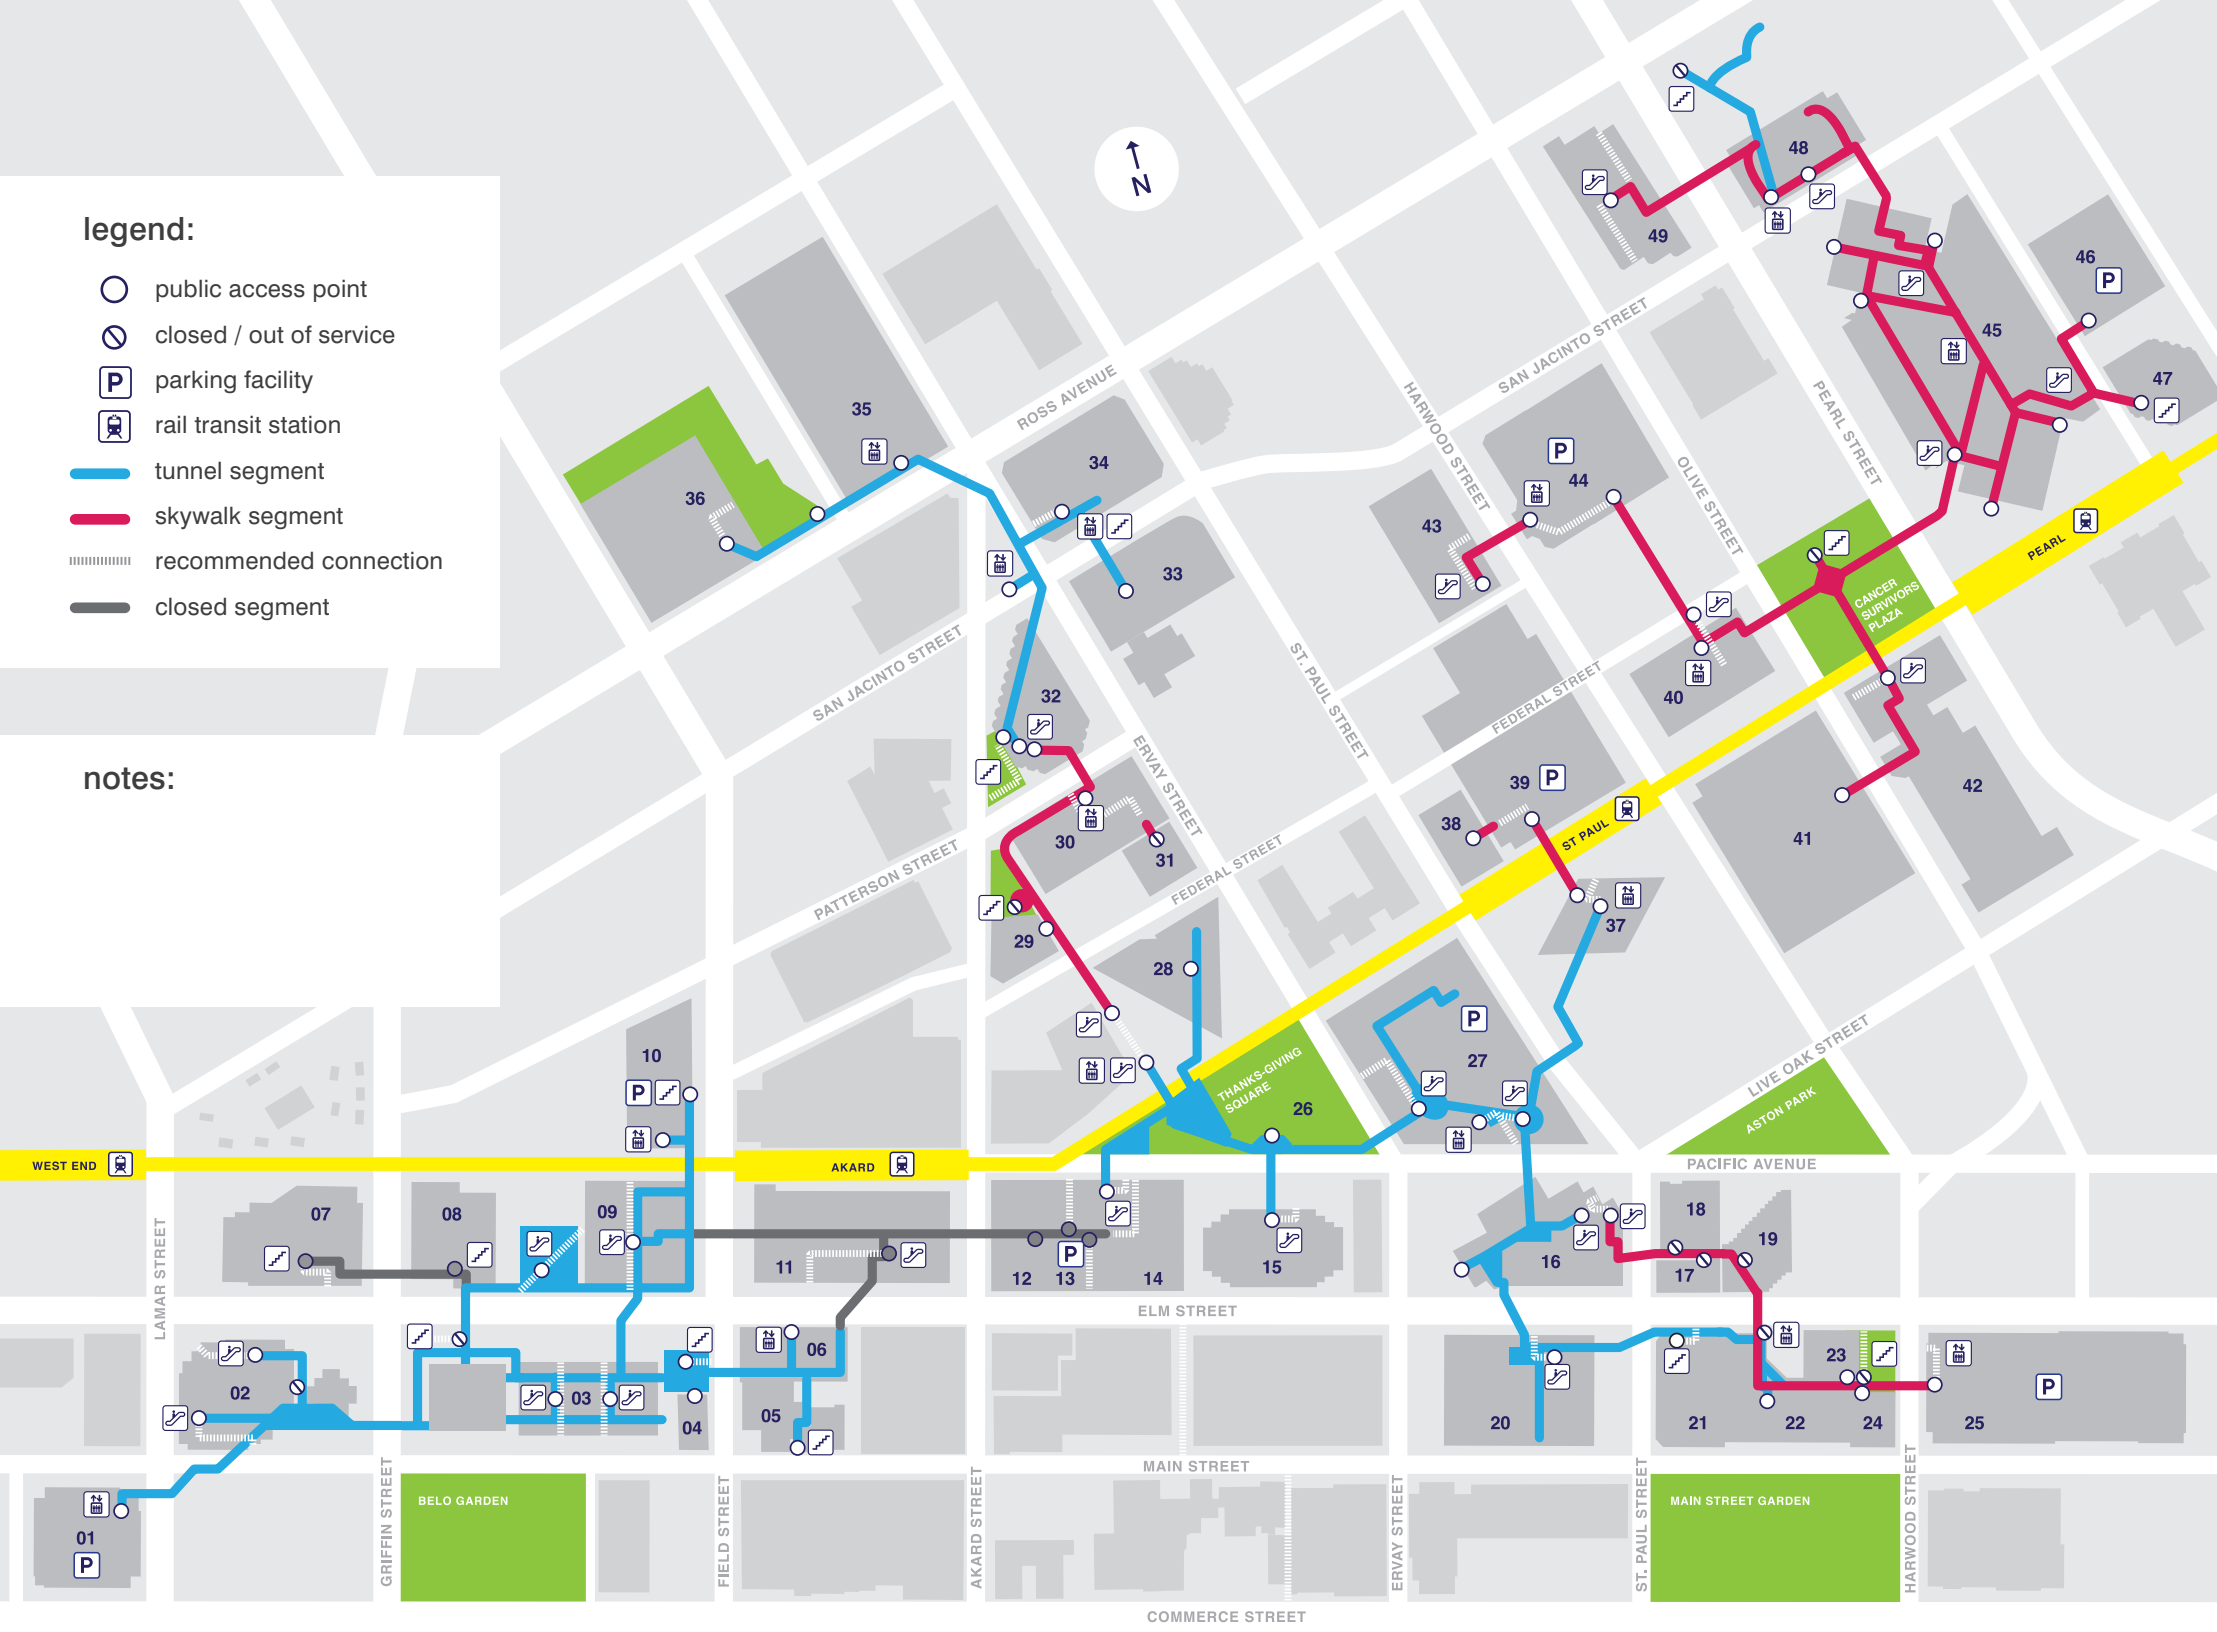 legend:
public access point
closed / out of service
P
parking facility
rail transit station
tunnel segment
skywalk segment
recommended connection
closed segment
notes:
N
48
49
46
P
45
47
35
ROSS AVENUE
SAN JACINTO STREET
HARWOOD STREET
PEARL STREET
34
36
P
44
OLIVE STREET
43
PEARL
33
CANCER
SURVIVORS
PLAZA
SAN JACINTO STREET
ST. PAUL STREET
FEDERAL STREET
40
32
ERVAY STREET
39
P
42
38
ST PAUL
41
30
31
PATTERSON STREET
FEDERAL STREET
37
29
28
P
27
10
P
THANKS-GIVING
SQUARE
26
LIVE OAK STREET
ASTON PARK
WEST END
AKARD
PACIFIC AVENUE
07
08
09
18
19
LAMAR STREET
11
12
13
P
14
15
16
17
ELM STREET
06
02
03
23
P
04
05
20
21
22
24
25
MAIN STREET
GRIFFIN STREET
FIELD STREET
AKARD STREET
ERVAY STREET
ST. PAUL STREET
HARWOOD STREET
BELO GARDEN
MAIN STREET GARDEN
01
P
COMMERCE STREET